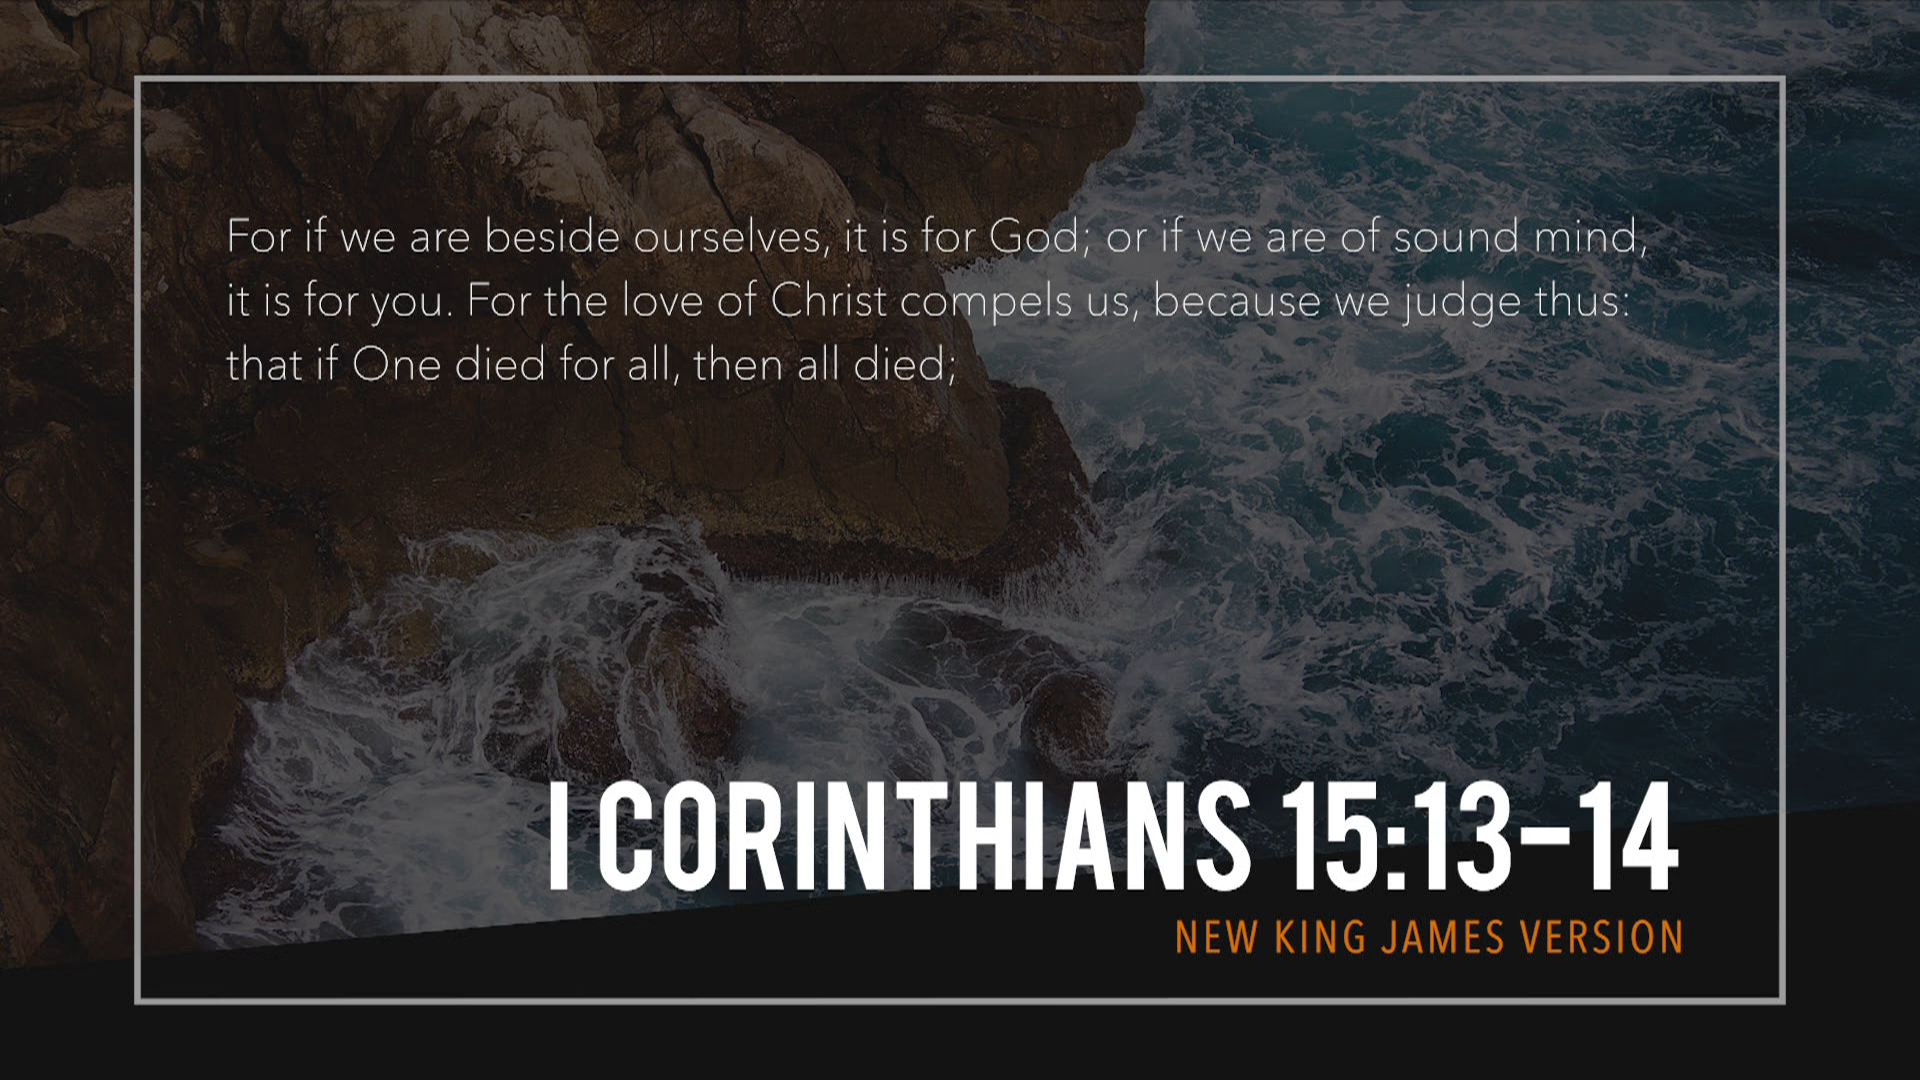 For if we are beside ourselves, it is for God; or if we are of sound mind,
it is for you. For the love of Christ compels us, because we judge thus:
that if One died for all, then all died;
I CORINTHIANS 15:13-14
NEW KING JAMES VERSION